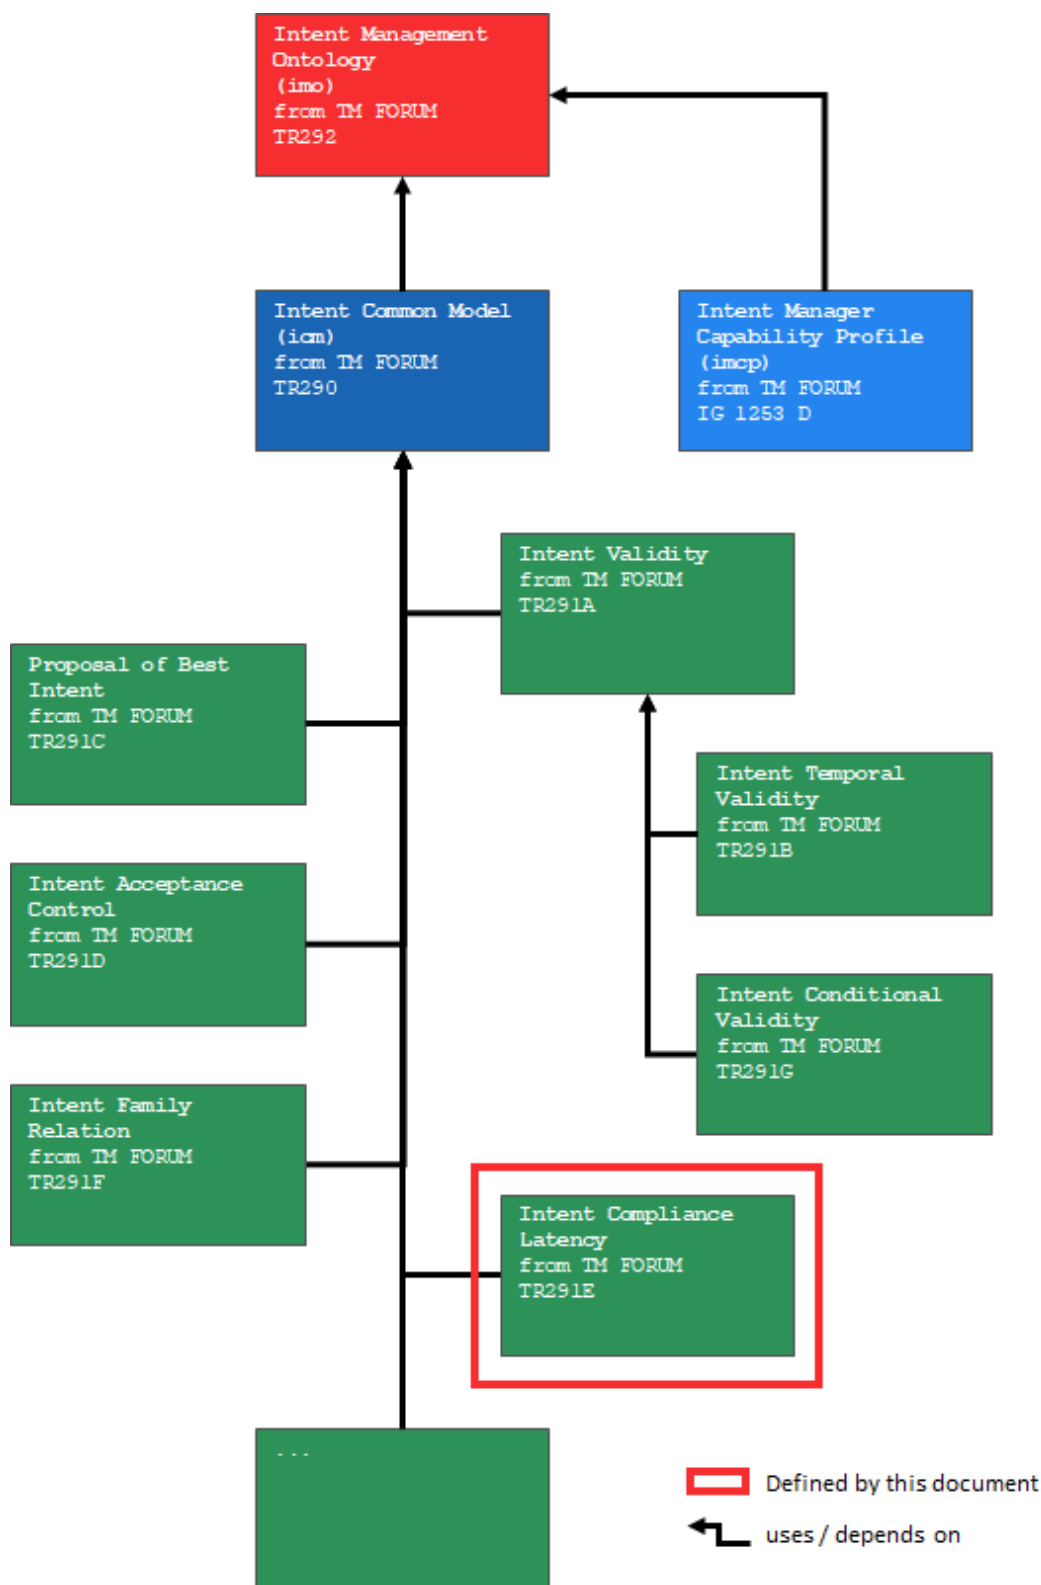 Intent Management
Ontology
(imo)
from TM FORUM
TR292
Intent Common Model
(icm)
from TM FORUM
TR290
Intent Manager
Capability Profile
(imcp)
from TM FORUM
IG 1253 D
Intent Validity
from TM FORUM
TR291A
Proposal of Best
Intent
from TM FORUM
TR291C
Intent Temporal
Validity
from TM FORUM
TR291B
Intent Acceptance
Control
from TM FORUM
TR291D
Intent Conditional
Validity
from TM FORUM
TR291G
Intent Family
Relation
from TM FORUM
TR291F
Intent Compliance
Latency
from TM FORUM
TR291E
...
Defined by this document
uses / depends on